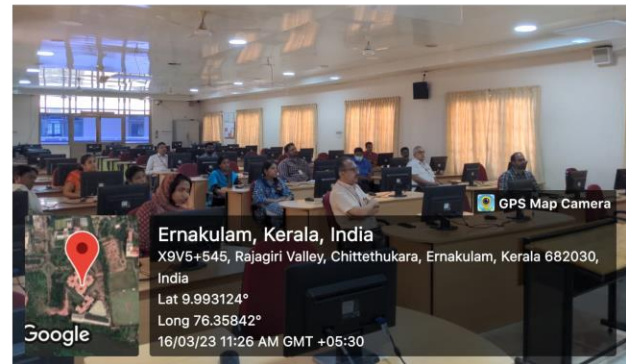 GPS Map Camera
Ernakulam, Kerala, India
X9V5+545, Rajagiri Valley, Chittethukara, Ernakulam, Kerala 682030,
India
Lat 9.993124°
Long 76.35842°
16/03/23 11:26 AM GMT +05:30
Google